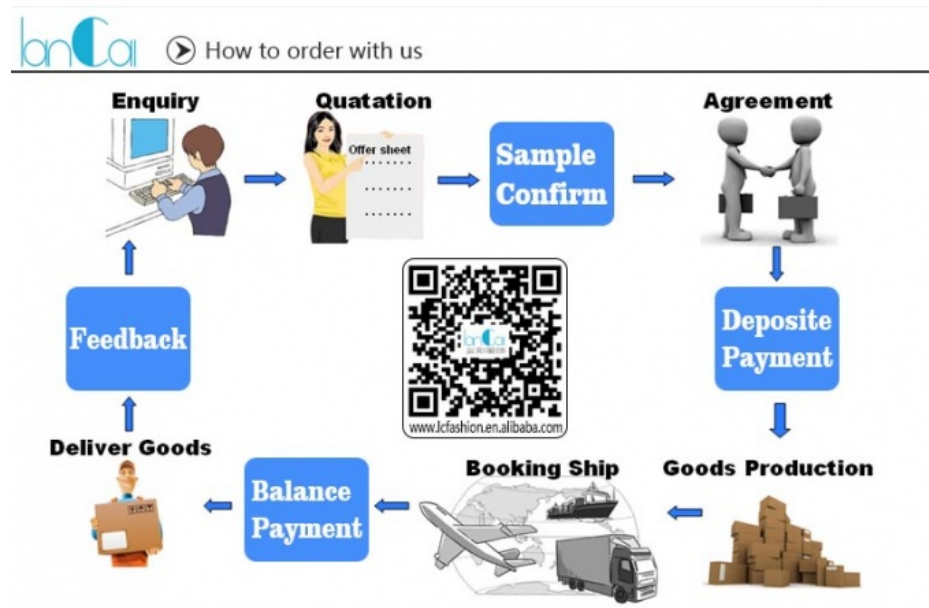 lanCai
How to order with us
Enquiry
Quatation
Agreement
Offer sheet
Sample
Confirm
Feedback
lanCai
Deposite
Payment
www.lcfashion.en.alibaba.com
Deliver Goods
Balance
Payment
Booking Ship
Goods Production